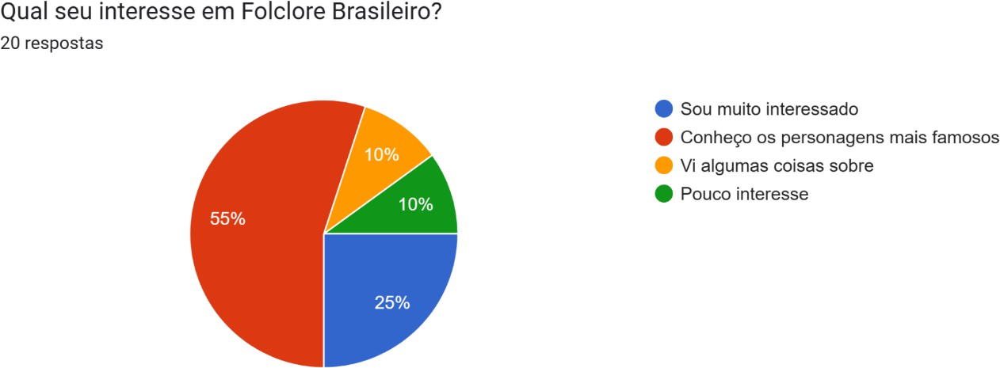 Qual seu interesse em Folclore Brasileiro?
20 respostas
Sou muito interessado
Conheço os personagens mais famosos
Vi algumas coisas sobre
Pouco interesse
10%
10%
55%
25%